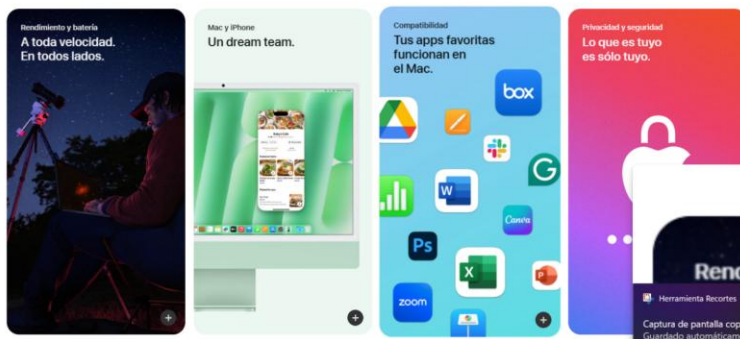 Rendimiento y batería
A toda velocidad.
En todos lados.
Mac y iPhone
Un dream team.
Compatibilidad
Tus apps favoritas
funcionan en
el Mac.
box
W
Canva
Ps
X
P
zoom
G
Privacidad y seguridad
Lo que es tuyo
es sólo tuyo.
Herramienta Recortes
Captura de pantalla